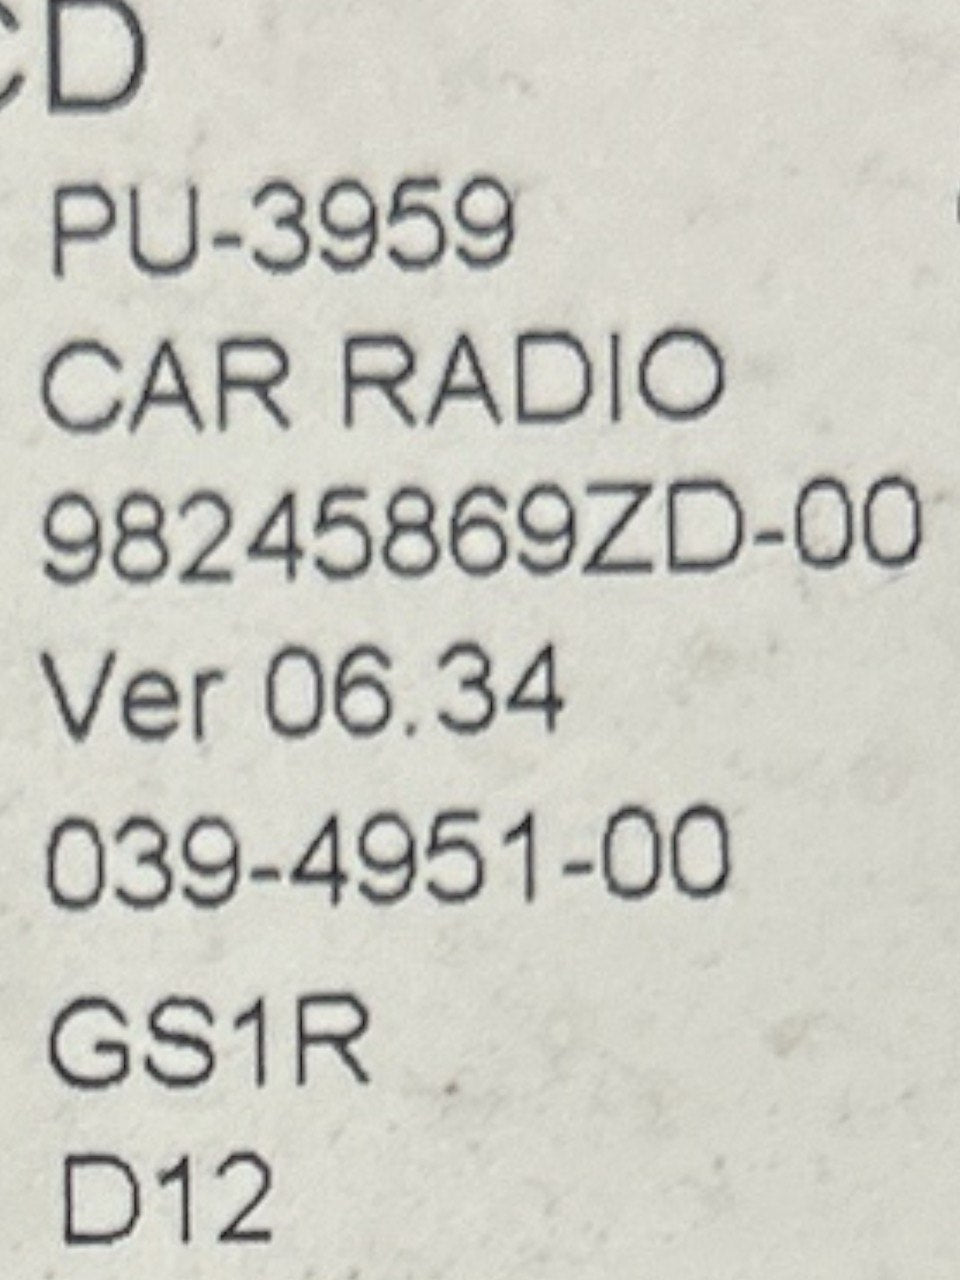 CD
PU-3959
CAR RADIO
98245869ZD-00
Ver 06.34
039-4951-00
GS1R
D12